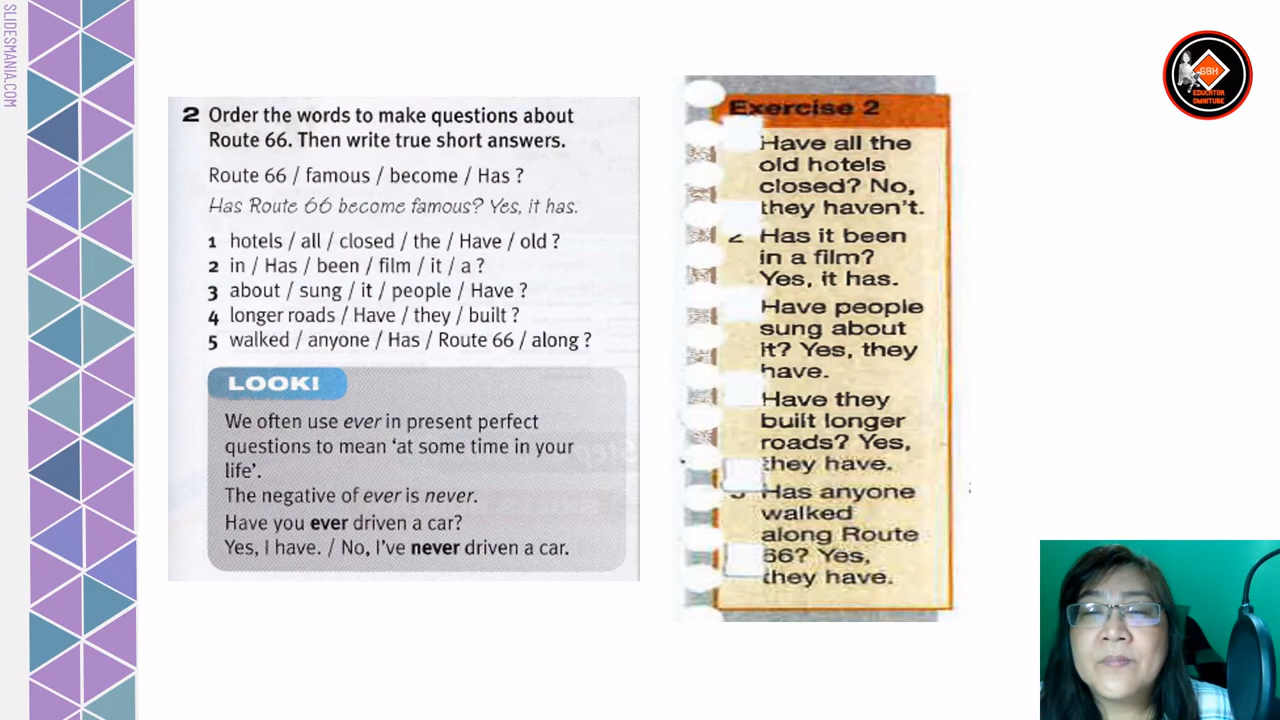 SLIDESMANIA.COM
2 Order the words to make questions about
Route 66. Then write true short answers.
Route 66 / famous / become / Has ?
Has Route 66 become famous? Yes, it has.
1 hotels / all / closed / the / Have / old ?
2 in / Has / been / film / it / a ?
3 about / sung / it / people / Have ?
4 longer roads / Have / they / built ?
5 walked / anyone / Has / Route 66 / along ?
LOOK!
We often use ever in present perfect
questions to mean ‘at some time in your
life’.
The negative of ever is never.
Have you ever driven a car?
Yes, I have. / No, I’ve never driven a car.
Exercise 2
Have all the
old hotels
closed? No,
they haven't.
2 Has it been
in a film?
Yes, it has.
Have people
sung about
it? Yes, they
have.
Have they
built longer
roads? Yes,
they have.
5 Has anyone
walked
along Route
66? Yes,
they have.
GBH
EDUCATOR
OMNITUBE